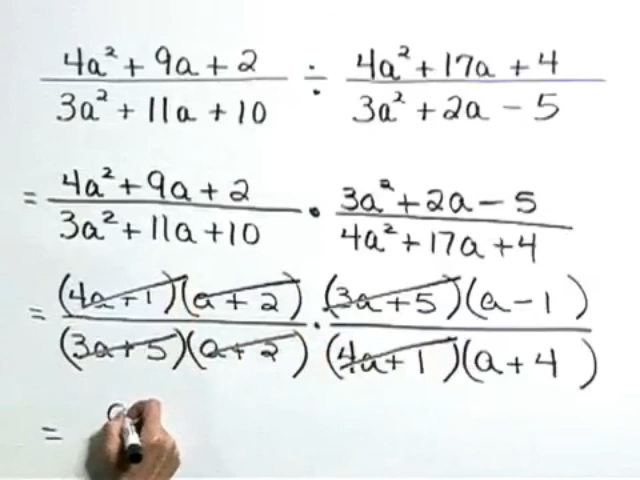 (4a² + 9a + 2)/(3a² + 11a + 10) ÷ (4a² + 17a + 4)/(3a² + 2a - 5)
= (4a² + 9a + 2)/(3a² + 11a + 10) · (3a² + 2a - 5)/(4a² + 17a + 4)
= (4a + 1)(a + 2)/(3a + 5)(a + 2) · (3a + 5)(a - 1)/(4a + 1)(a + 4)
=